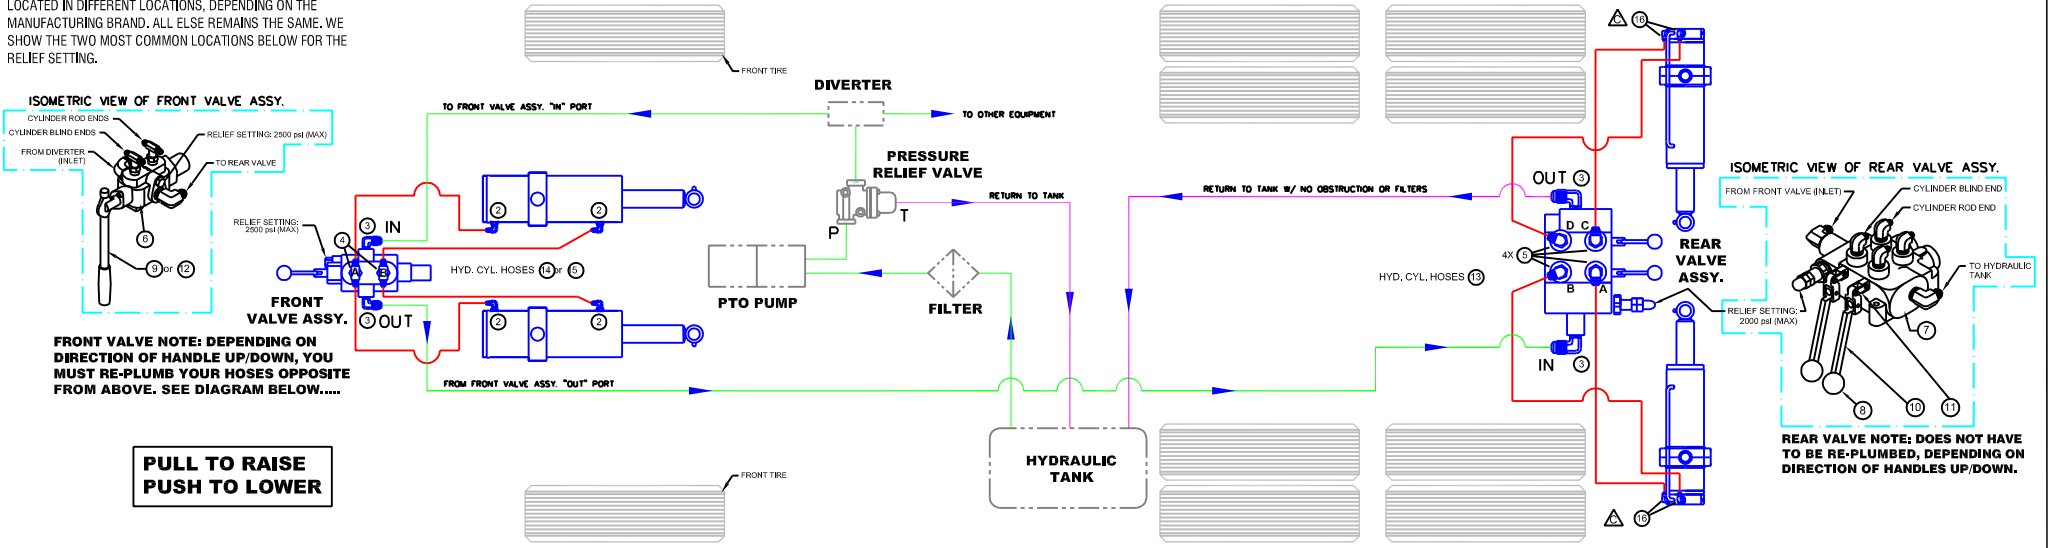 LOCATED IN DIFFERENT LOCATIONS, DEPENDING ON THE
MANUFACTURING BRAND. ALL ELSE REMAINS THE SAME. WE
SHOW THE TWO MOST COMMON LOCATIONS BELOW FOR THE
RELIEF SETTING.
ISOMETRIC VIEW OF FRONT VALVE ASSY.
CYLINDER ROD ENDS
CYLINDER BLIND ENDS
RELIEF SETTING: 2500 psi (MAX)
FROM DIVERTER
(INLET)
TO REAR VALVE
6
9 or 12
RELIEF SETTING:
2500 psi (MAX)
3 IN
4
A
B
3 OUT
FRONT
VALVE ASSY.
HYD. CYL. HOSES 14 or 15
2
2
2
2
FRONT VALVE NOTE: DEPENDING ON
DIRECTION OF HANDLE UP/DOWN, YOU
MUST RE-PLUMB YOUR HOSES OPPOSITE
FROM ABOVE. SEE DIAGRAM BELOW.....
PULL TO RAISE
PUSH TO LOWER
FRONT TIRE
FRONT TIRE
TO FRONT VALVE ASSY. "IN" PORT
DIVERTER
TO OTHER EQUIPMENT
PRESSURE
RELIEF VALVE
P
T
RETURN TO TANK
PTO PUMP
FILTER
FROM FRONT VALVE ASSY. "OUT" PORT
HYDRAULIC
TANK
RETURN TO TANK W/ NO OBSTRUCTION OR FILTERS
OUT 3
D C
4X 5
B A
HYD. CYL. HOSES 13
IN 3
C 16
REAR
VALVE
ASSY.
C 16
ISOMETRIC VIEW OF REAR VALVE ASSY.
FROM FRONT VALVE (INLET)
CYLINDER BLIND END
CYLINDER ROD END
TO HYDRAULIC
TANK
RELIEF SETTING:
2000 psi (MAX)
7
8
10
11
REAR VALVE NOTE: DOES NOT HAVE
TO BE RE-PLUMBED, DEPENDING ON
DIRECTION OF HANDLES UP/DOWN.